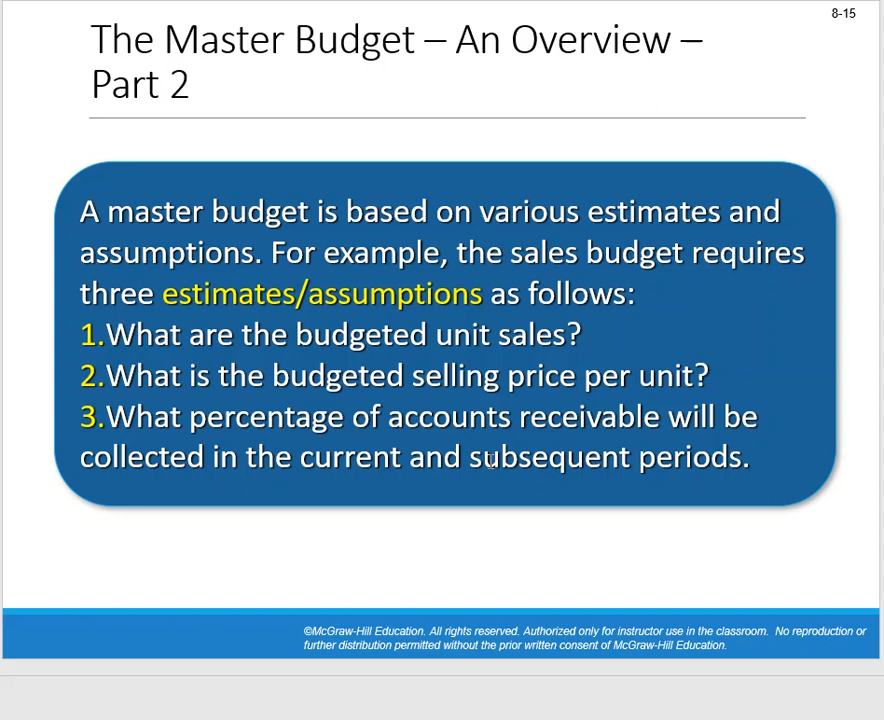 8-15
The Master Budget – An Overview –
Part 2
A master budget is based on various estimates and
assumptions. For example, the sales budget requires
three estimates/assumptions as follows:
1.What are the budgeted unit sales?
2.What is the budgeted selling price per unit?
3.What percentage of accounts receivable will be
collected in the current and subsequent periods.
©McGraw-Hill Education. All rights reserved. Authorized only for instructor use in the classroom. No reproduction or
further distribution permitted without the prior written consent of McGraw-Hill Education.